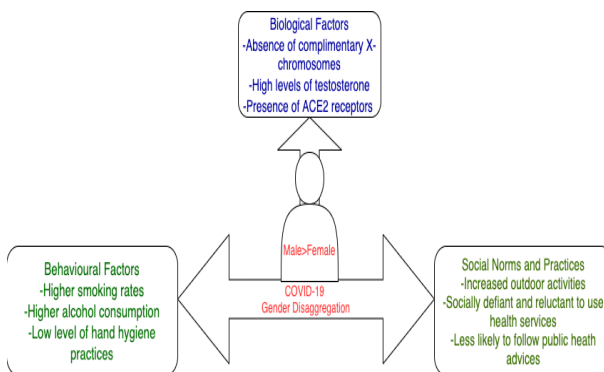 Biological Factors
-Absence of complimentary X-
chromosomes
-High levels of testosterone
-Presence of ACE2 receptors
Male>Female
COVID-19
Gender Disaggregation
Behavioural Factors
-Higher smoking rates
-Higher alcohol consumption
-Low level of hand hygiene
practices
Social Norms and Practices
-Increased outdoor activities
-Socially defiant and reluctant to use
health services
-Less likely to follow public heath
advices